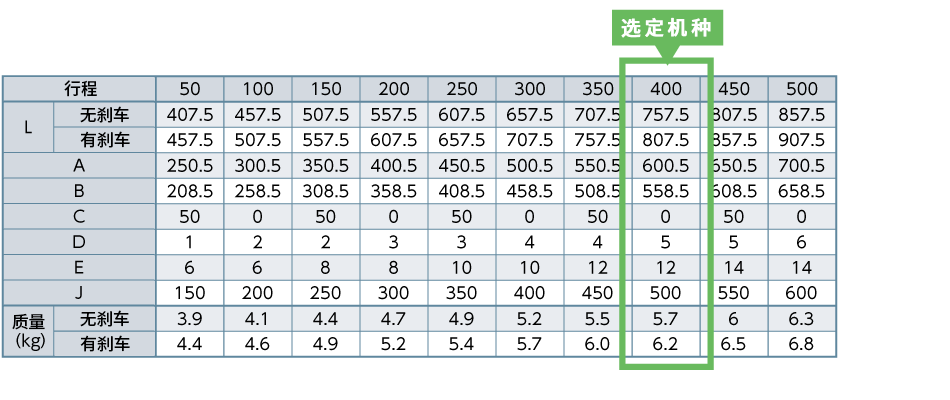 选定机种
行程 50 100 150 200 250 300 350 400 450 500
L 无刹车 407.5 457.5 507.5 557.5 607.5 657.5 707.5 757.5 807.5 857.5
有刹车 457.5 507.5 557.5 607.5 657.5 707.5 757.5 807.5 857.5 907.5
A 250.5 300.5 350.5 400.5 450.5 500.5 550.5 600.5 650.5 700.5
B 208.5 258.5 308.5 358.5 408.5 458.5 508.5 558.5 608.5 658.5
C 50 0 50 0 50 0 50 0 50 0
D 1 2 2 3 3 4 4 5 5 6
E 6 6 8 8 10 10 12 12 14 14
J 150 200 250 300 350 400 450 500 550 600
质量(kg) 无刹车 3.9 4.1 4.4 4.7 4.9 5.2 5.5 5.7 6 6.3
有刹车 4.4 4.6 4.9 5.2 5.4 5.7 6.0 6.2 6.5 6.8